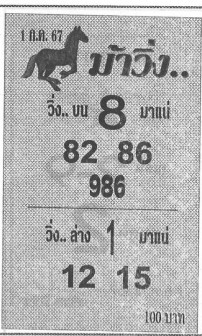 1 ก.ค. 67
ม้าวิ่ง..
วิ่ง.. บน 8 มาแน่
82 86
986
วิ่ง.. ล่าง 1 มาแน่
12 15
100 บาท